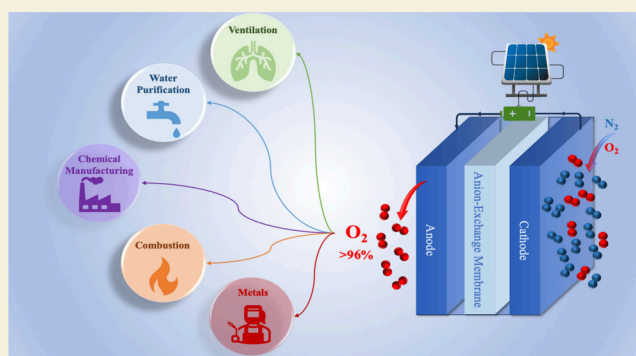 Ventilation
Water
Purification
Chemical
Manufacturing
Combustion
Metals
O₂
>96%
Anode
Anion-Exchange Membrane
Cathode
+ -
N₂
O₂